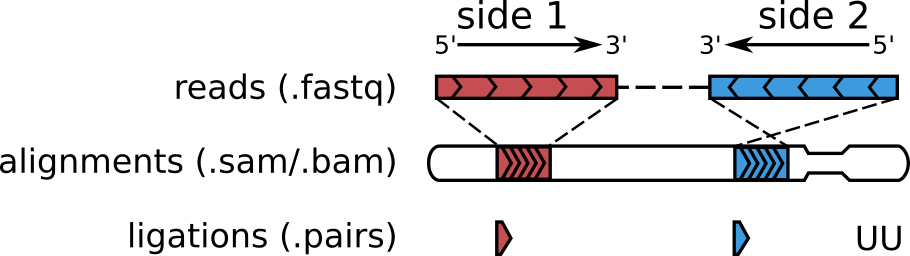 side 1 side 2
5' 3' 3' 5'
reads (.fastq)
alignments (.sam/.bam)
ligations (.pairs) UU